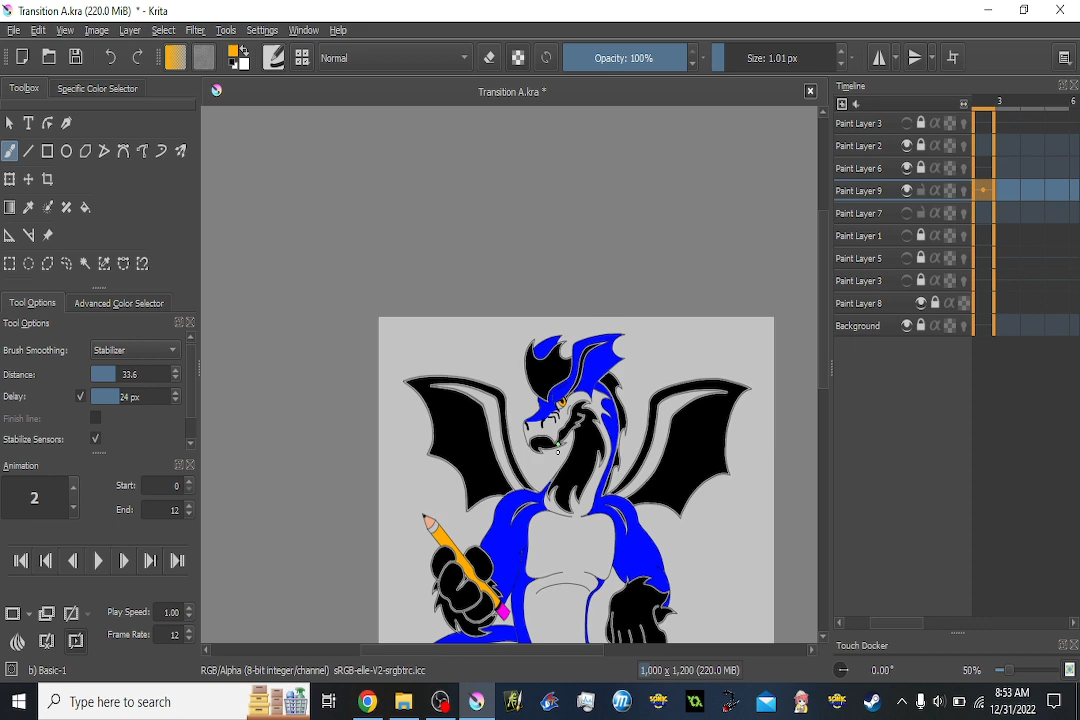 Transition A.kra (220.0 MiB) * - Krita
File Edit View Image Layer Select Filter Tools Settings Window Help
Normal
Opacity: 100%
Size: 1.01 px
Toolbox
Specific Color Selector
Transition A.kra *
Timeline
3
6
Paint Layer 3
Paint Layer 2
Paint Layer 6
Paint Layer 9
Paint Layer 7
Paint Layer 1
Paint Layer 5
Paint Layer 3
Paint Layer 8
Background
Tool Options
Advanced Color Selector
Tool Options
Brush Smoothing:
Stabilizer
Distance:
33.6
Delay:
24 px
Finish line:
Stabilize Sensors:
Animation
2
Start:
0
End:
12
Play Speed:
1.00
Frame Rate:
12
b) Basic-1
RGB/Alpha (8-bit integer/channel) sRGB-elle-V2-srgbtrc.icc
1,000 x 1,200 (220.0 MiB)
Touch Docker
0.00°
50%
Type here to search
8:53 AM
12/31/2022